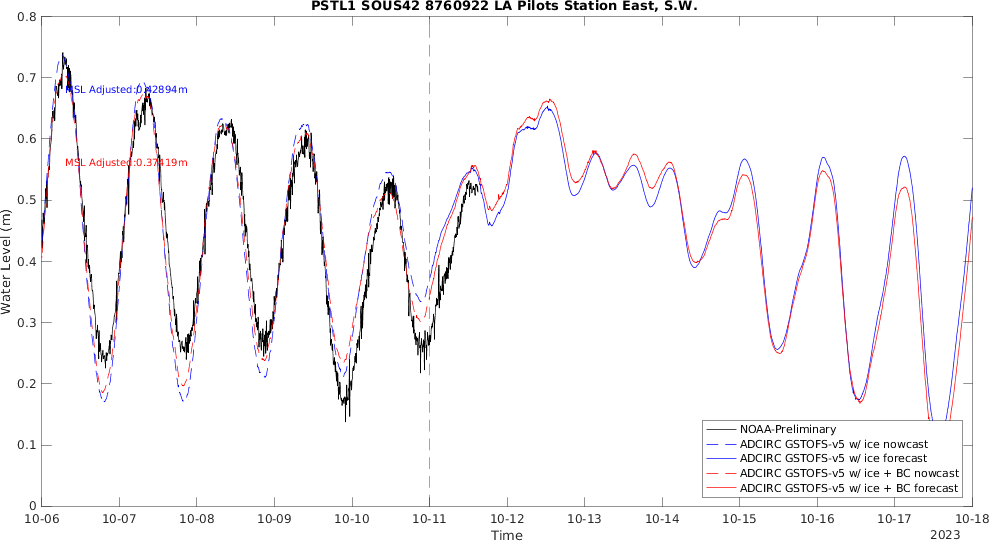 PSTL1 SOUS42 8760922 LA Pilots Station East, S.W.
0.8
0.7
0.6
0.5
0.4
0.3
0.2
0.1
0
Water Level (m)
MSL Adjusted:0.42894m
MSL Adjusted:0.37419m
NOAA-Preliminary
ADCIRC GSTOFS-v5 w/ ice nowcast
ADCIRC GSTOFS-v5 w/ ice forecast
ADCIRC GSTOFS-v5 w/ ice + BC nowcast
ADCIRC GSTOFS-v5 w/ ice + BC forecast
10-06 10-07 10-08 10-09 10-10 10-11 10-12 10-13 10-14 10-15 10-16 10-17 10-18
Time
2023